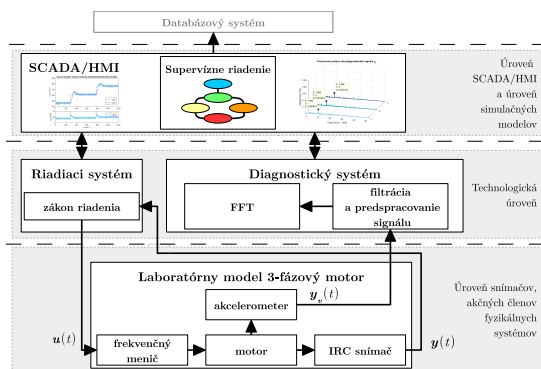 Databázový systém
SCADA/HMI
Supervízne riadenie
Úroveň
SCADA/HMI
a úroveň
simulačných
modelov
Riadiaci systém
zákon riadenia
Diagnostický systém
FFT
filtrácia
a predspracovanie
signálu
Technologická
úroveň
Laboratórny model 3-fázový motor
akcelerometer
y_v(t)
u(t)
frekvenčný
menič
motor
IRC snímač
y(t)
Úroveň snímačov,
akčných členov
fyzikálnych
systémov